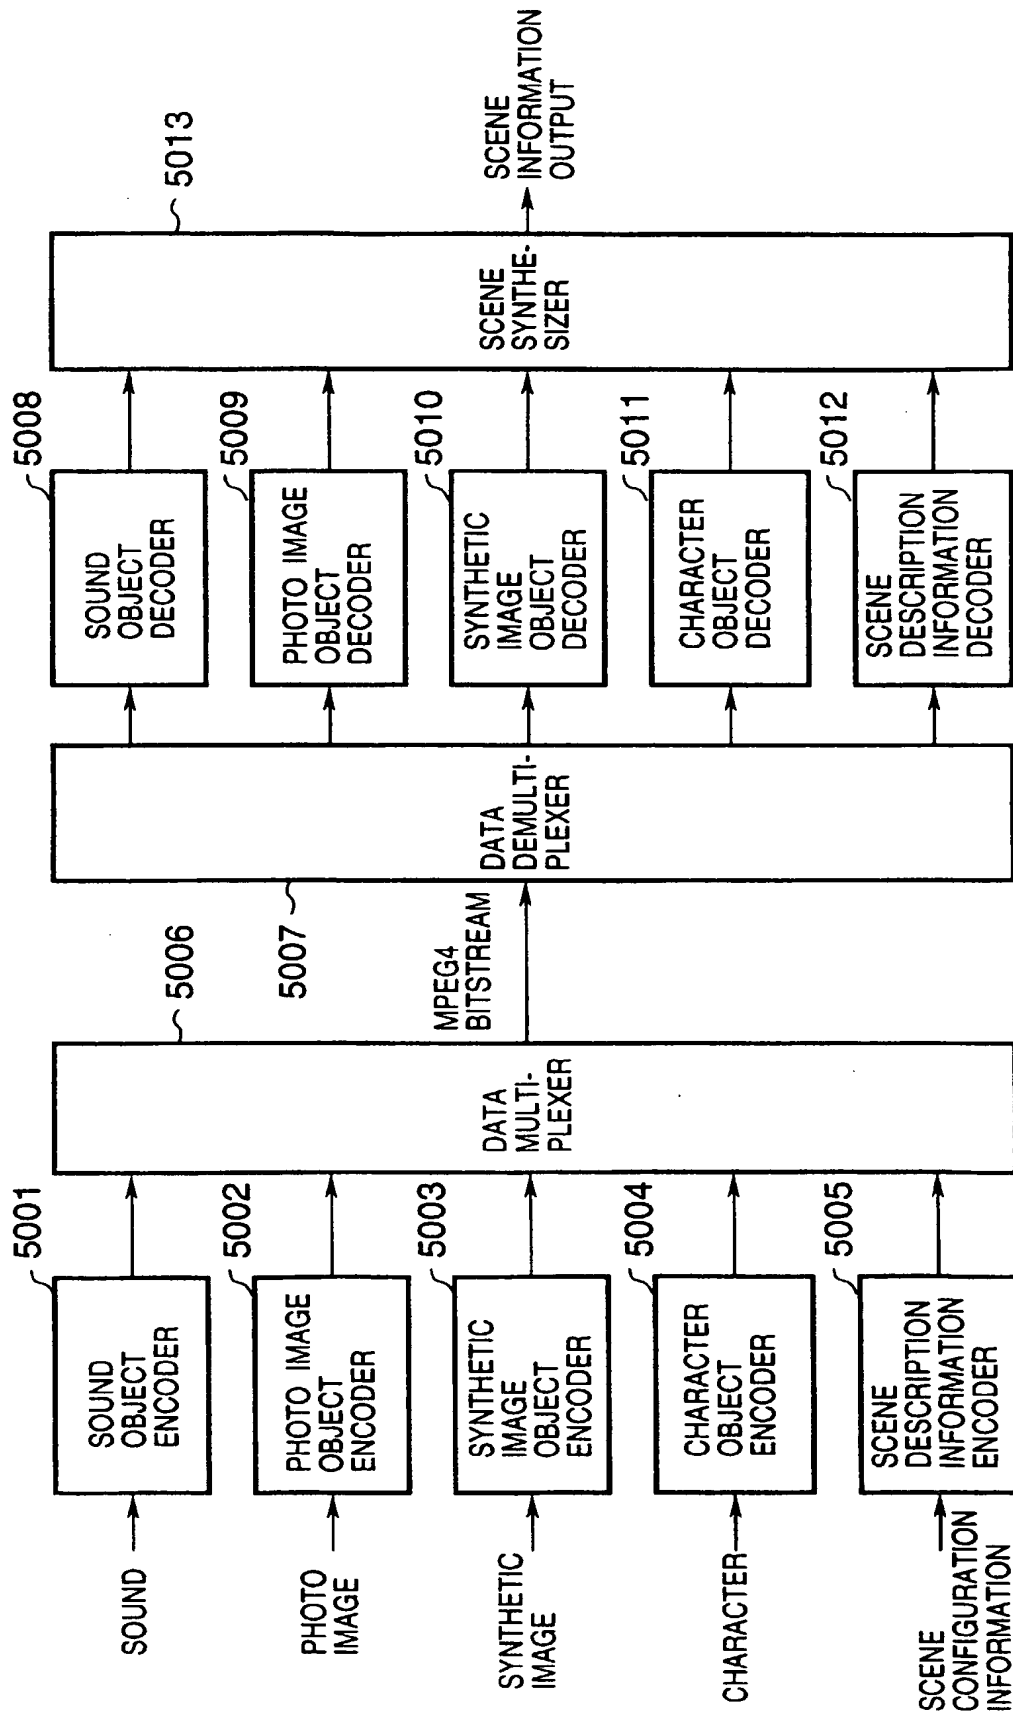 SOUND
5001
SOUND
OBJECT
ENCODER
PHOTO
IMAGE
5002
PHOTO IMAGE
OBJECT
ENCODER
SYNTHETIC
IMAGE
5003
SYNTHETIC
IMAGE
OBJECT
ENCODER
CHARACTER
5004
CHARACTER
OBJECT
ENCODER
SCENE
CONFIGURATION
INFORMATION
5005
SCENE
DESCRIPTION
INFORMATION
ENCODER
5006
DATA
MULTI-
PLEXER
MPEG4
BITSTREAM
5007
DATA
DEMULTI-
PLEXER
5008
SOUND
OBJECT
DECODER
5009
PHOTO IMAGE
OBJECT
DECODER
5010
SYNTHETIC
IMAGE
OBJECT
DECODER
5011
CHARACTER
OBJECT
DECODER
5012
SCENE
DESCRIPTION
INFORMATION
DECODER
5013
SCENE
SYNTHE-
SIZER
SCENE
INFORMATION
OUTPUT